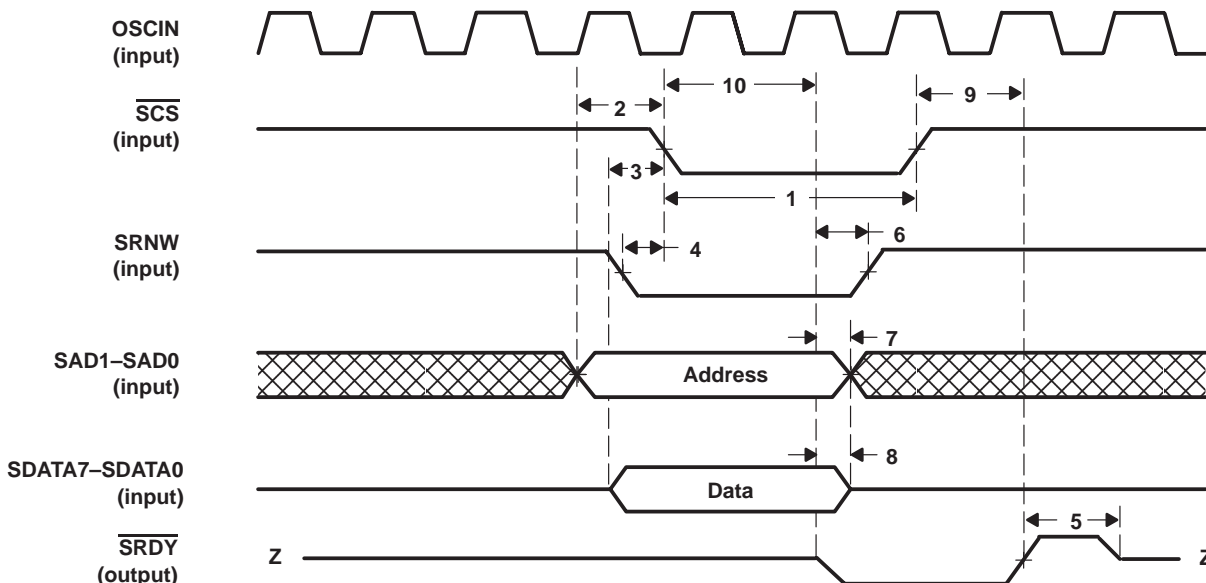 OSCIN
(input)
10
9
SCS
(input)
2
3
1
SRNW
(input)
4
6
SAD1–SAD0
(input)
Address
7
SDATA7–SDATA0
(input)
Data
8
SRDY
(output)
Z
5
Z